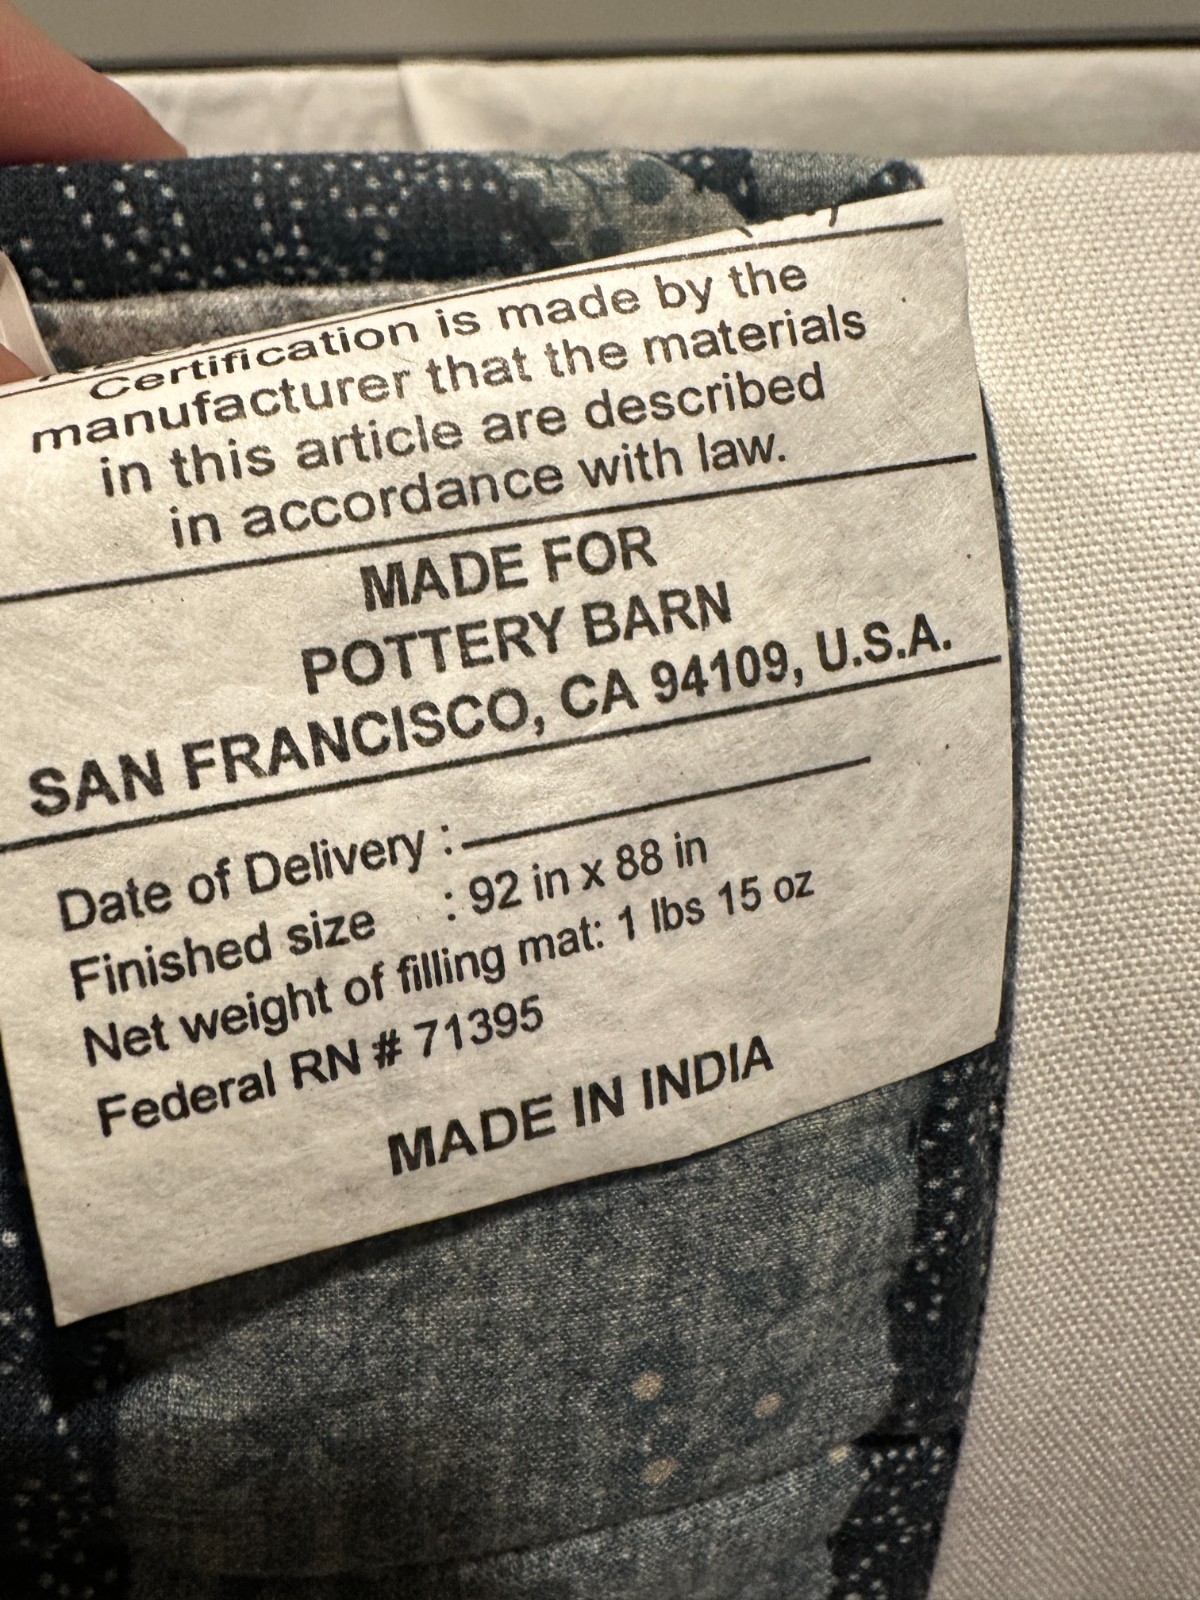 Certification is made by the
manufacturer that the materials
in this article are described
in accordance with law.
MADE FOR
POTTERY BARN
SAN FRANCISCO, CA 94109, U.S.A.
Date of Delivery :
Finished size : 92 in x 88 in
Net weight of filling mat: 1 lbs 15 oz
Federal RN # 71395
MADE IN INDIA